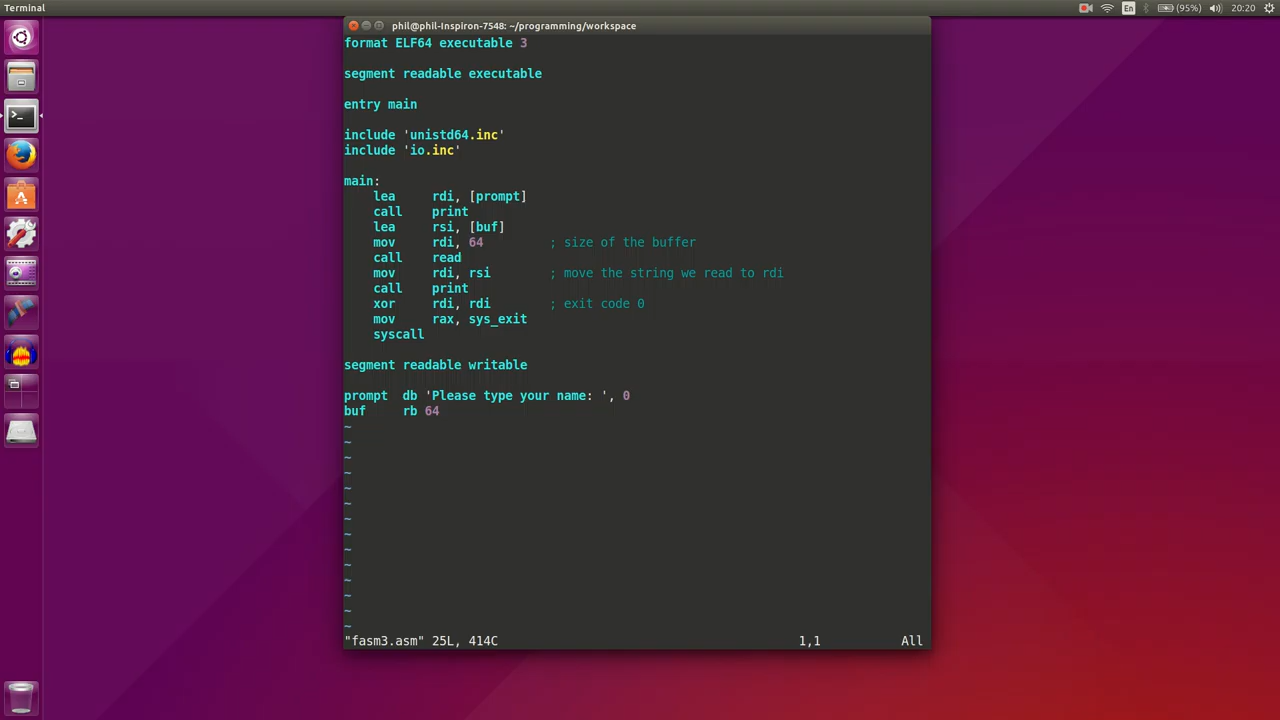 Terminal
En
(95%)
20:20
phil@phil-Inspiron-7548: ~/programming/workspace
format ELF64 executable 3
segment readable executable
entry main
include 'unistd64.inc'
include 'io.inc'
main:
    lea     rdi, [prompt]
    call    print
    lea     rsi, [buf]
    mov     rdi, 64         ; size of the buffer
    call    read
    mov     rdi, rsi        ; move the string we read to rdi
    call    print
    xor     rdi, rdi        ; exit code 0
    mov     rax, sys_exit
    syscall
segment readable writable
prompt  db 'Please type your name: ', 0
buf     rb 64
~
~
~
~
~
~
~
~
~
~
~
~
~
~
"fasm3.asm" 25L, 414C                                         1,1           All